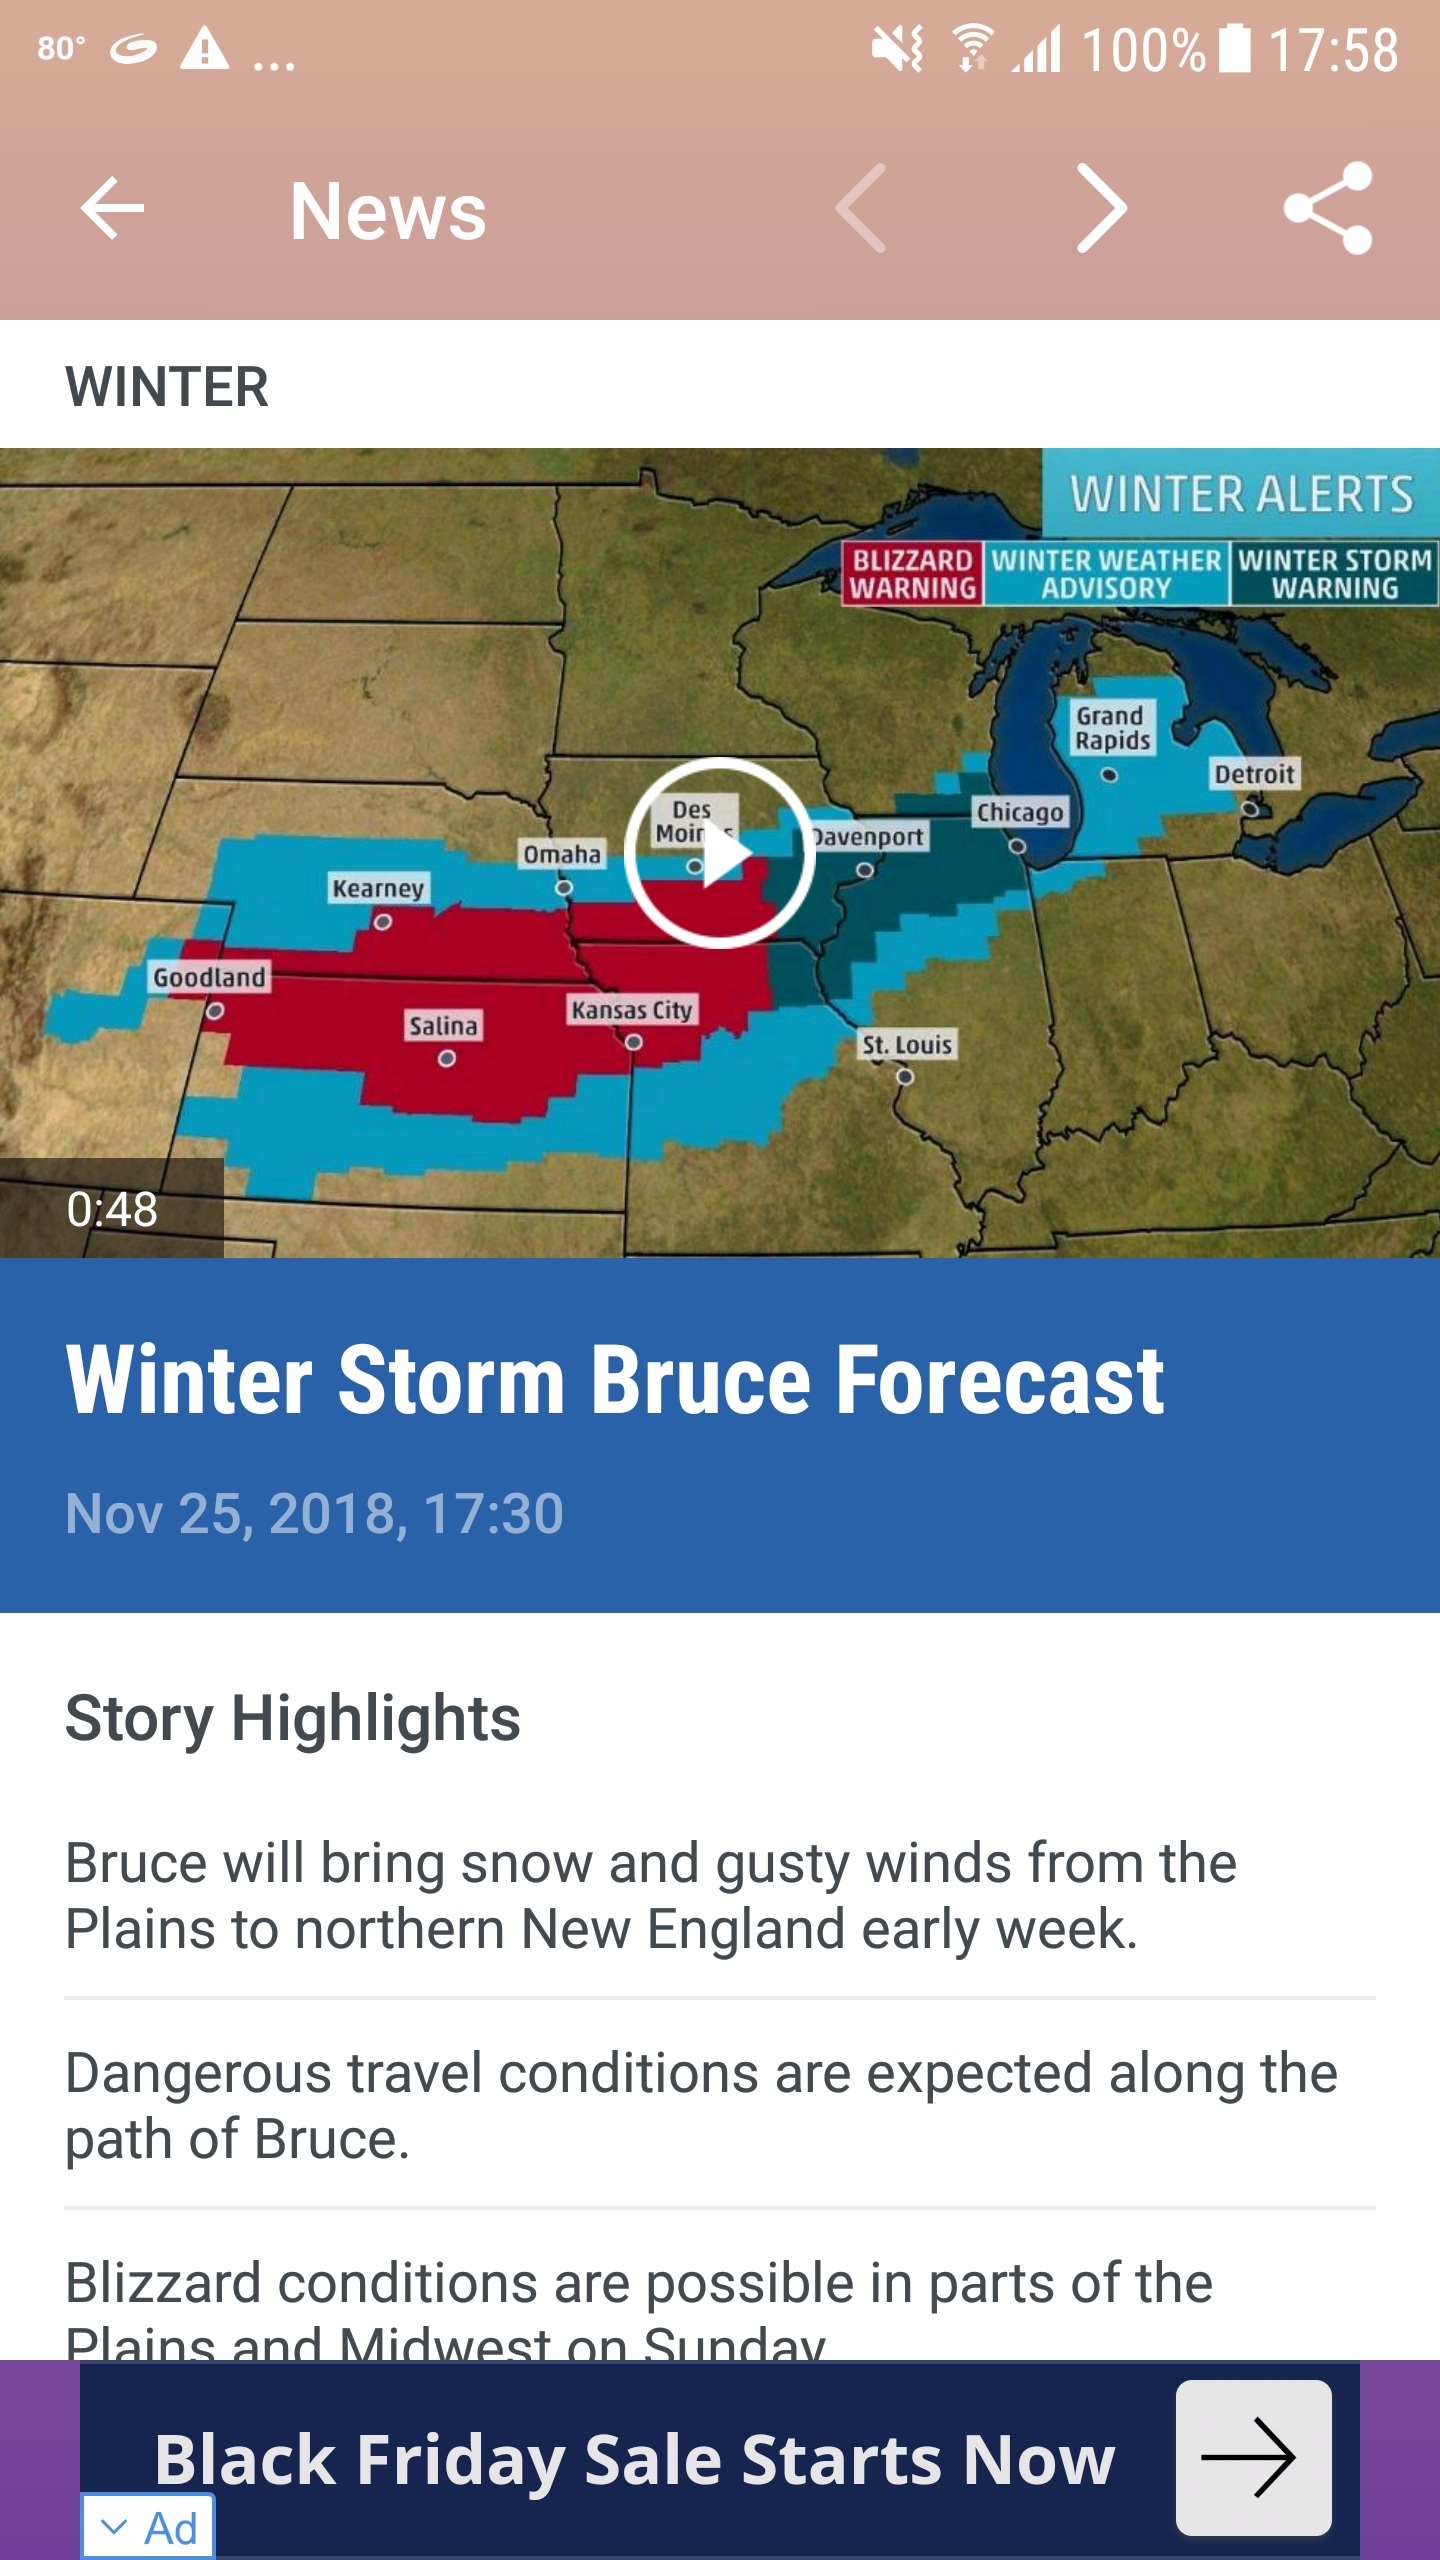 80°
...
100% 17:58
News
WINTER
WINTER ALERTS
BLIZZARD WARNING
WINTER WEATHER ADVISORY
WINTER STORM WARNING
Grand Rapids
Detroit
Chicago
Des
Davenport
Omaha
Kearney
Goodland
Salina
Kansas City
St. Louis
0:48
Winter Storm Bruce Forecast
Nov 25, 2018, 17:30
Story Highlights
Bruce will bring snow and gusty winds from the
Plains to northern New England early week.
Dangerous travel conditions are expected along the
path of Bruce.
Blizzard conditions are possible in parts of the
Plains and Midwest on Sunday
Black Friday Sale Starts Now
Ad